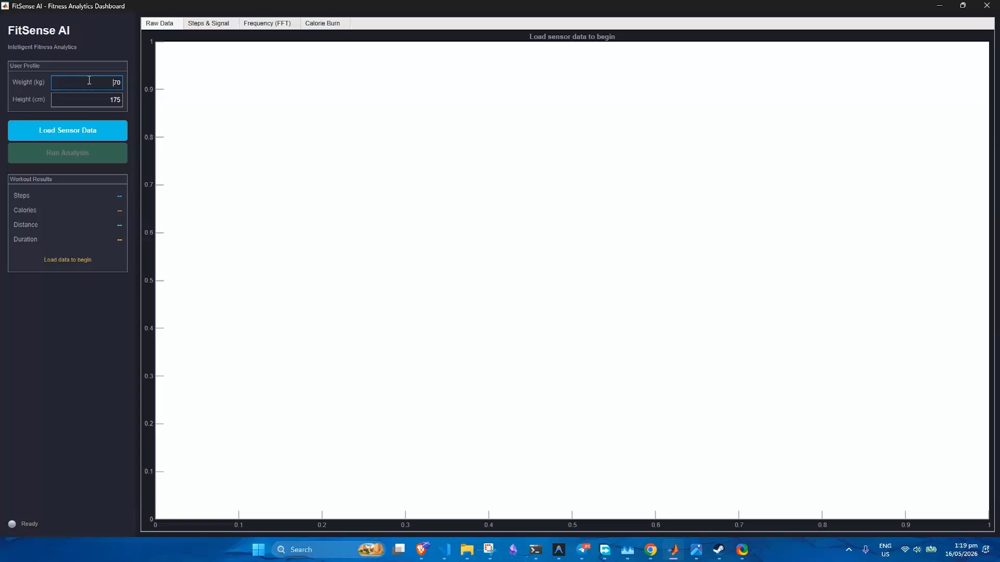 FitSense AI - Fitness Analytics Dashboard
FitSense AI
Intelligent Fitness Analytics
User Profile
Weight (kg) 70
Height (cm) 175
Load Sensor Data
Run Analysis
Workout Results
Steps --
Calories --
Distance --
Duration --
Load data to begin
Ready
Raw Data Steps & Signal Frequency (FFT) Calorie Burn
Load sensor data to begin
1
0.9
0.8
0.7
0.6
0.5
0.4
0.3
0.2
0.1
0
0 0.1 0.2 0.3 0.4 0.5 0.6 0.7 0.8 0.9 1
Search
ENG
US
1:19 pm
16/05/2026